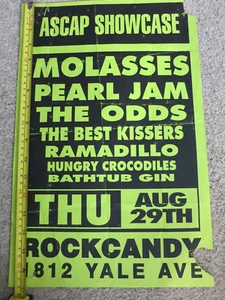 ASCAP SHOWCASE
MOLASSES
PEARL JAM
THE ODDS
THE BEST KISSERS
RAMADILLO
HUNGRY CROCODILES
BATHTUB GIN
THU AUG
29TH
ROCKCANDY
1812 YALE AVE